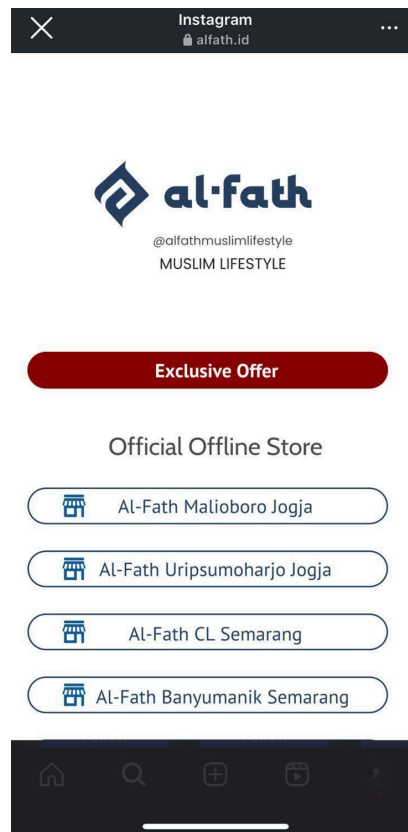 Instagram
alfath.id
al·fath
@alfathmuslimlifestyle
MUSLIM LIFESTYLE
Exclusive Offer
Official Offline Store
Al-Fath Malioboro Jogja
Al-Fath Uripsumoharjo Jogja
Al-Fath CL Semarang
Al-Fath Banyumanik Semarang